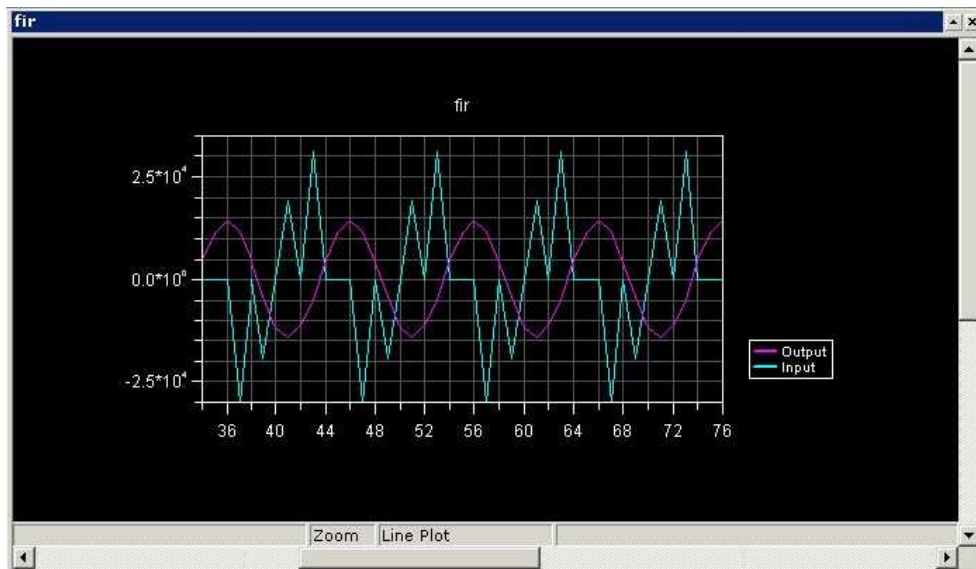 fir
fir
2.5*10⁴
0.0*10⁰
-2.5*10⁴
36 40 44 48 52 56 60 64 68 72 76
Output
Input
Zoom Line Plot